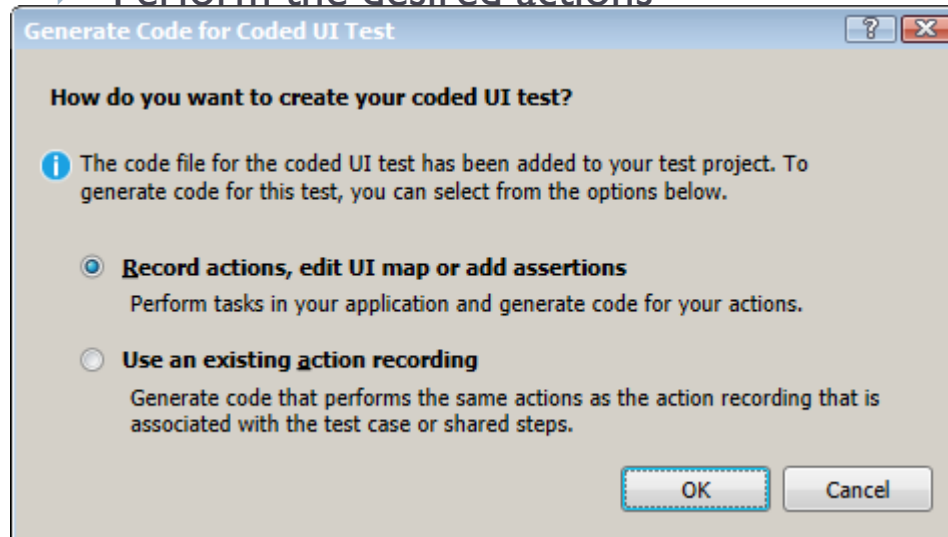 Perform the desired actions
Generate Code for Coded UI Test
How do you want to create your coded UI test?
The code file for the coded UI test has been added to your test project. To
generate code for this test, you can select from the options below.
Record actions, edit UI map or add assertions
Perform tasks in your application and generate code for your actions.
Use an existing action recording
Generate code that performs the same actions as the action recording that is
associated with the test case or shared steps.
OK Cancel